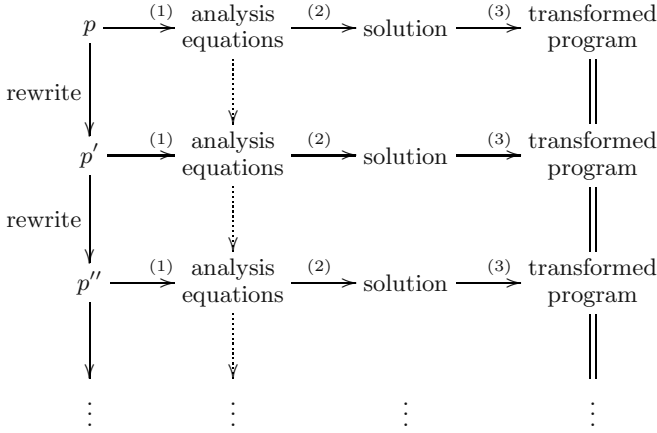 p (1) analysis equations (2) solution (3) transformed program
rewrite
p′ (1) analysis equations (2) solution (3) transformed program
rewrite
p″ (1) analysis equations (2) solution (3) transformed program
⋮ ⋮ ⋮ ⋮